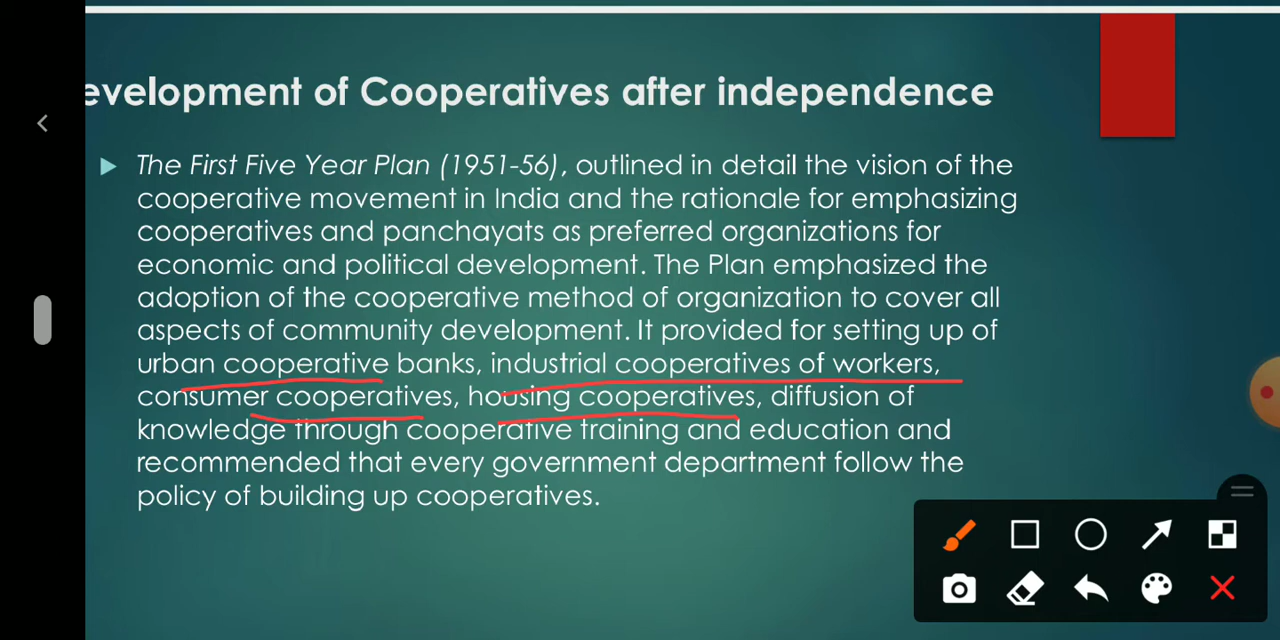 evelopment of Cooperatives after independence
The First Five Year Plan (1951-56), outlined in detail the vision of the
cooperative movement in India and the rationale for emphasizing
cooperatives and panchayats as preferred organizations for
economic and political development. The Plan emphasized the
adoption of the cooperative method of organization to cover all
aspects of community development. It provided for setting up of
urban cooperative banks, industrial cooperatives of workers,
consumer cooperatives, housing cooperatives, diffusion of
knowledge through cooperative training and education and
recommended that every government department follow the
policy of building up cooperatives.